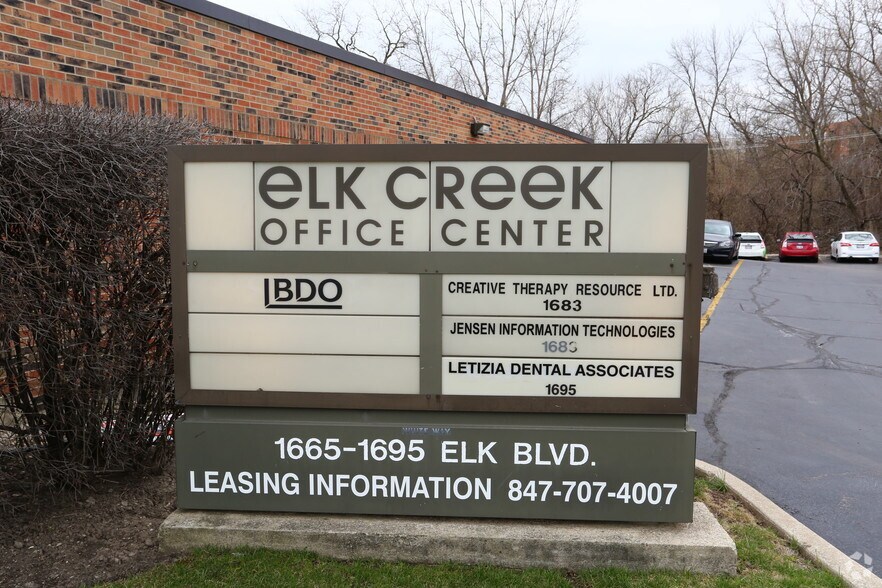 eLK CReek
OFFICE CENTER
IBDO
CREATIVE THERAPY RESOURCE LTD.
1683
JENSEN INFORMATION TECHNOLOGIES
LETIZIA DENTAL ASSOCIATES
1695
1665-1695 ELK BLVD.
LEASING INFORMATION 847-707-4007